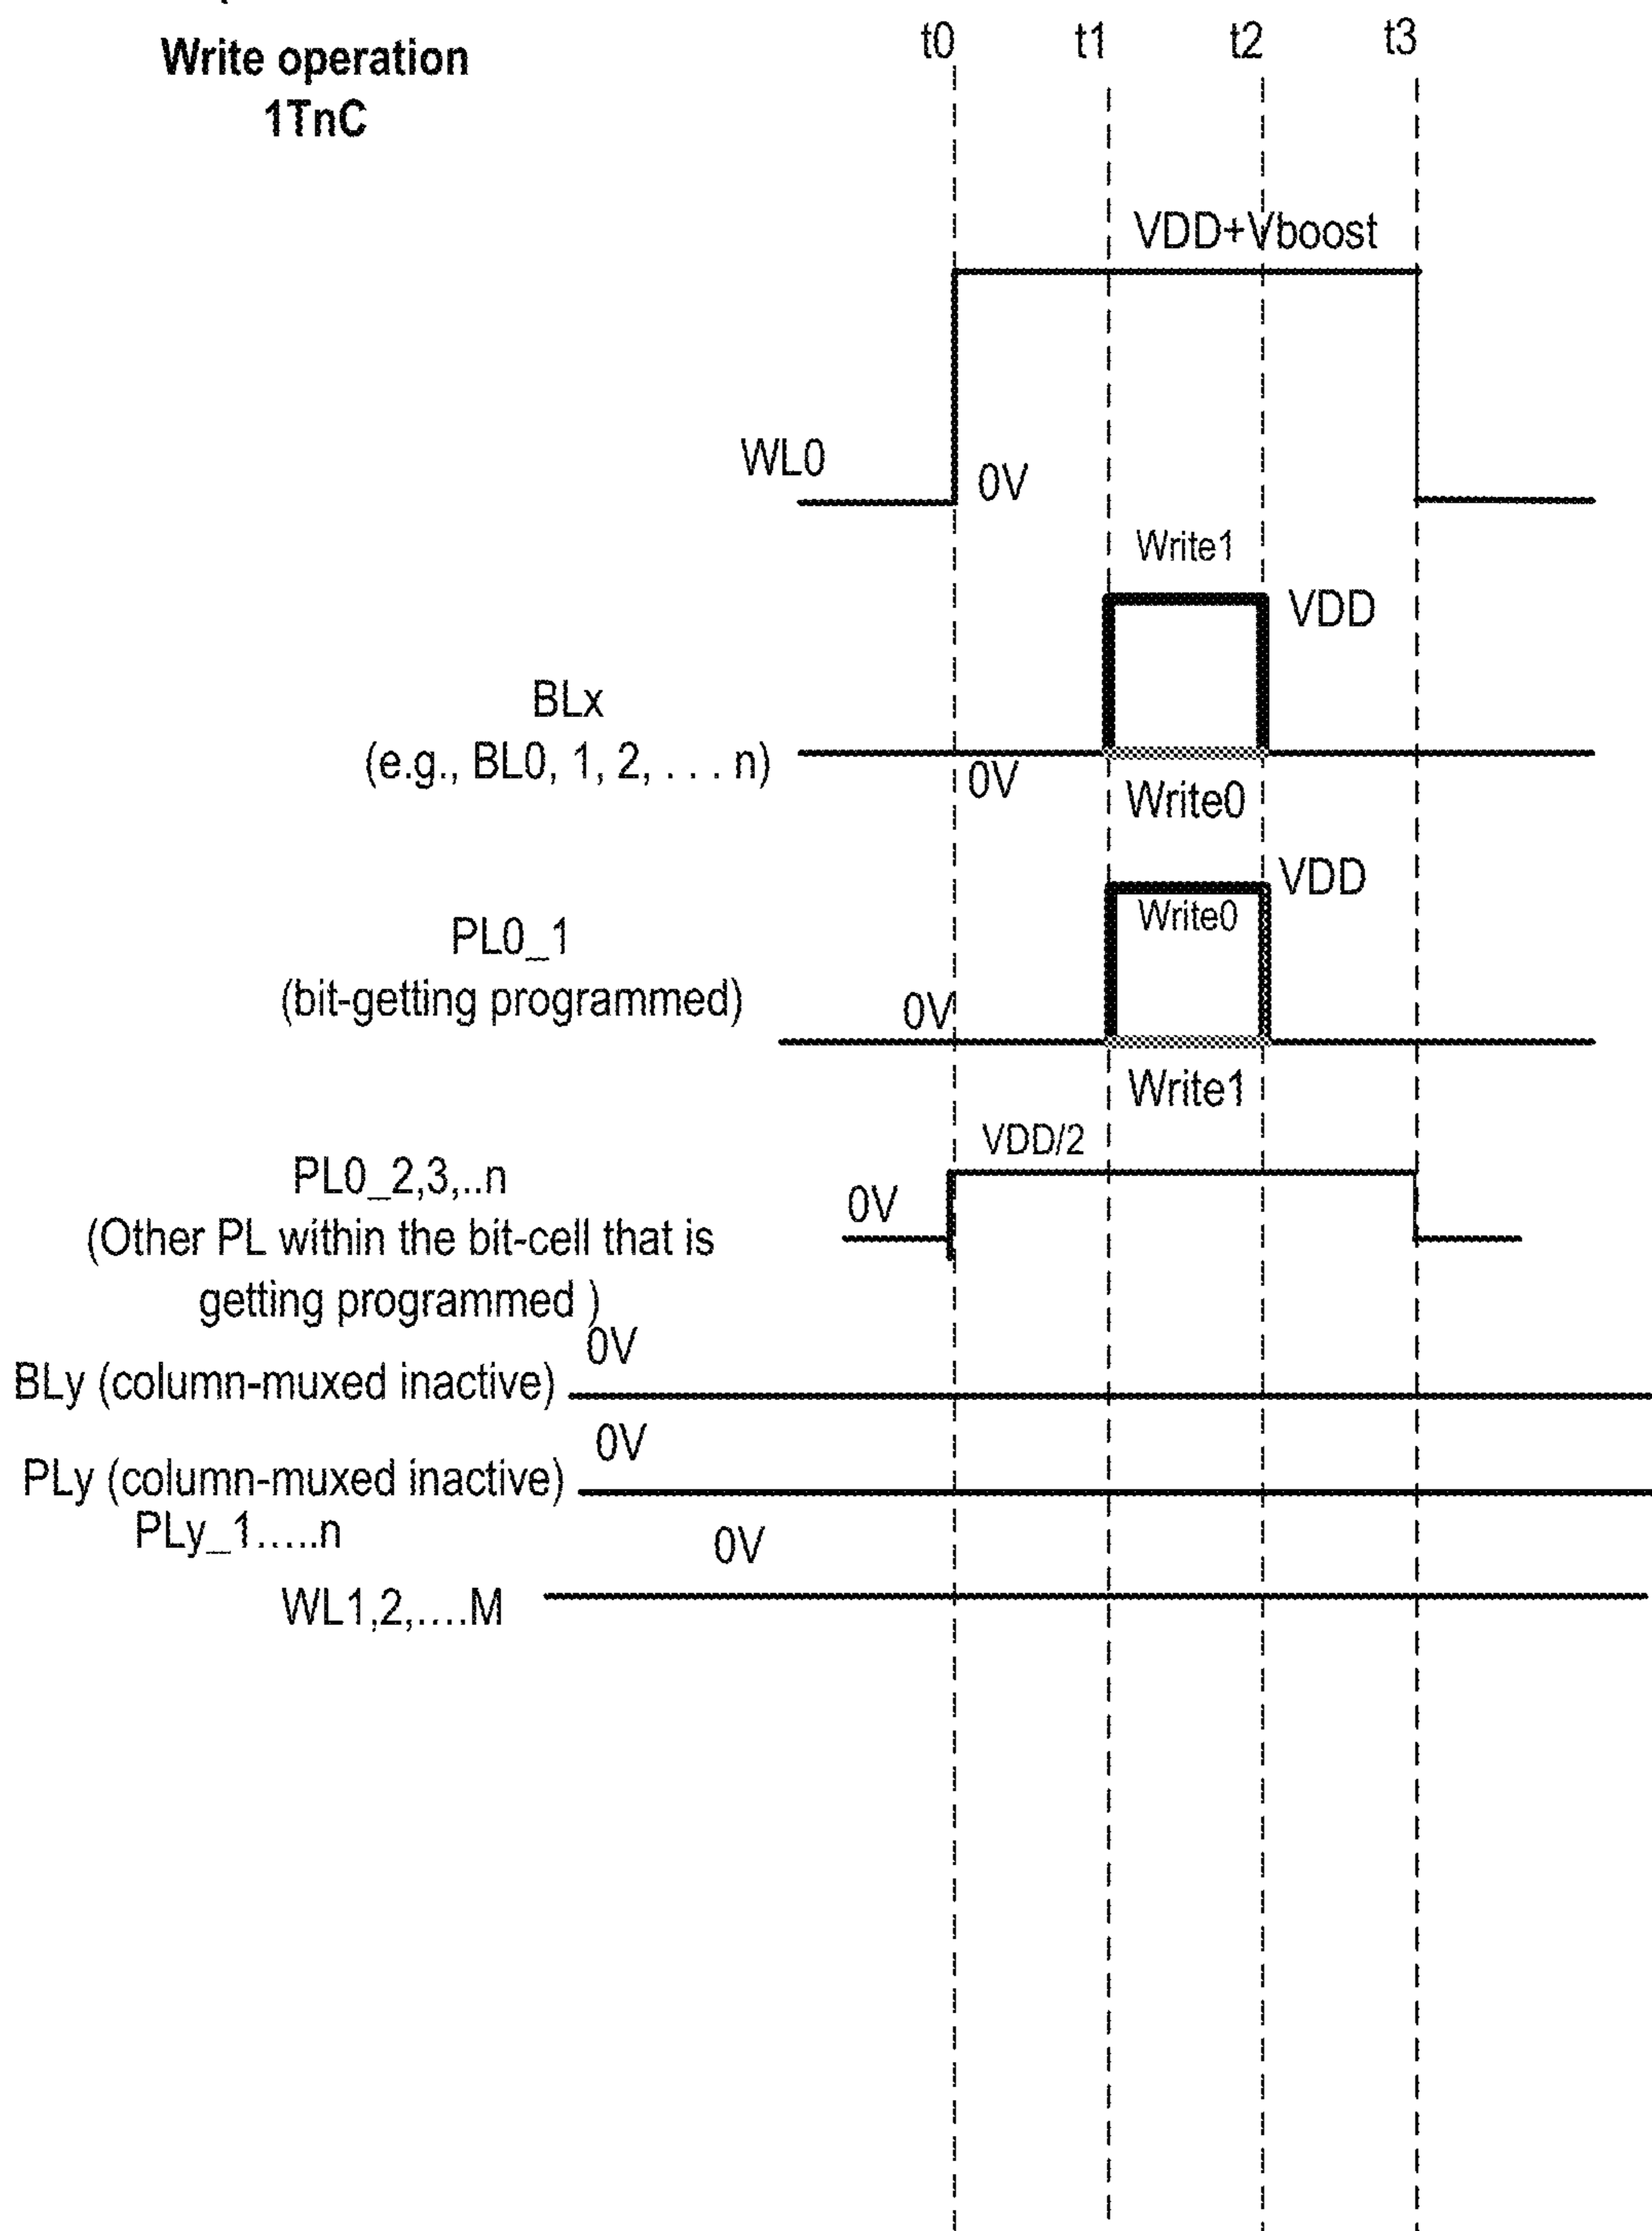 Write operation
1TnC
t0 t1 t2 t3
VDD+Vboost
WL0
0V
Write1
VDD
BLx
(e.g., BL0, 1, 2, . . . n)
0V
Write0
VDD
Write0
PL0_1
(bit-getting programmed)
0V
Write1
VDD/2
PL0_2,3,..n
0V
(Other PL within the bit-cell that is
getting programmed )
0V
BLy (column-muxed inactive)
0V
PLy (column-muxed inactive)
PLy_1.....n
0V
WL1,2,....M